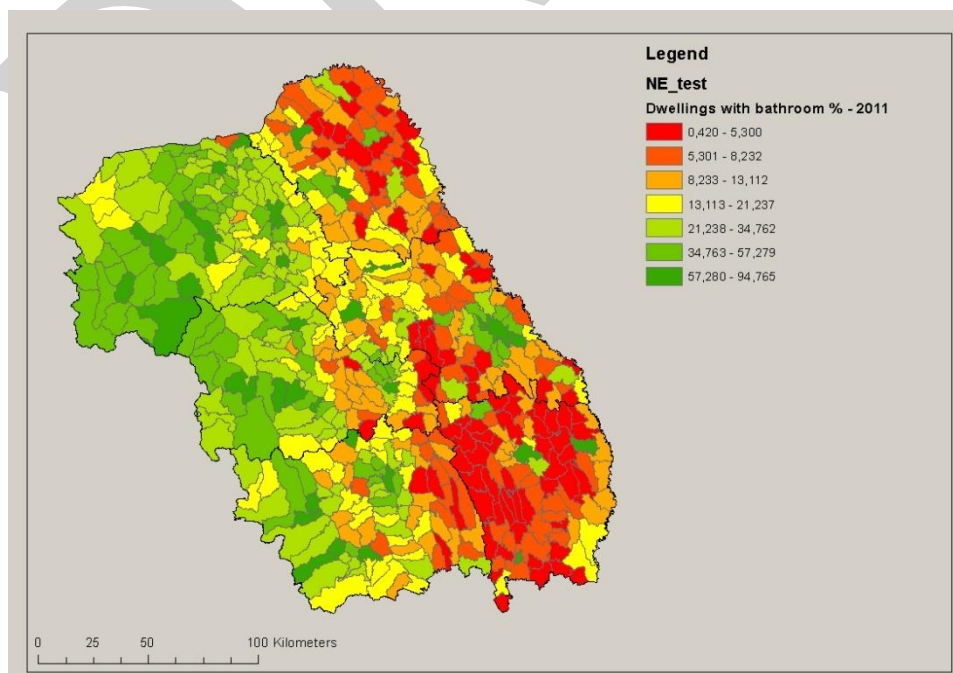 Legend
NE_test
Dwellings with bathroom % - 2011
0,420 - 5,300
5,301 - 8,232
8,233 - 13,112
13,113 - 21,237
21,238 - 34,762
34,763 - 57,279
57,280 - 94,765
0 25 50 100 Kilometers